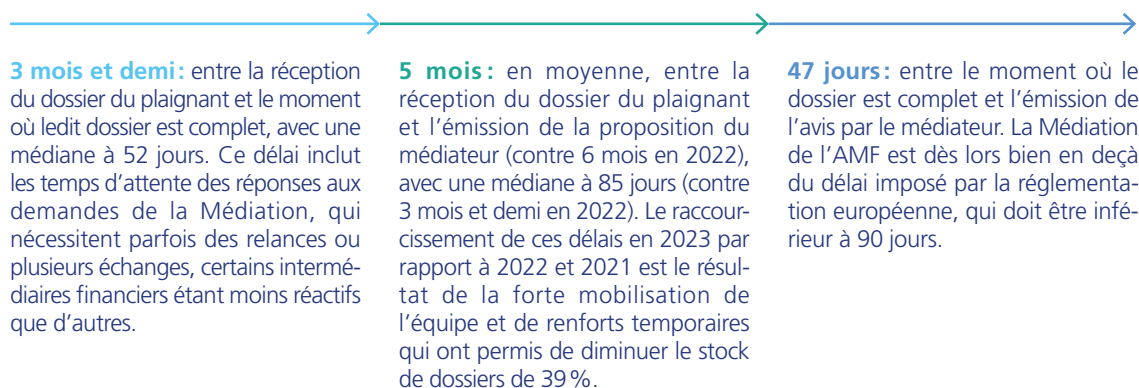 3 mois et demi : entre la réception
du dossier du plaignant et le moment
où ledit dossier est complet, avec une
médiane à 52 jours. Ce délai inclut
les temps d’attente des réponses aux
demandes de la Médiation, qui
nécessitent parfois des relances ou
plusieurs échanges, certains intermé-
diaires financiers étant moins réactifs
que d’autres.
5 mois : en moyenne, entre la
réception du dossier du plaignant
et l’émission de la proposition du
médiateur (contre 6 mois en 2022),
avec une médiane à 85 jours (contre
3 mois et demi en 2022). Le raccour-
cissement de ces délais en 2023 par
rapport à 2022 et 2021 est le résul-
tat de la forte mobilisation de
l’équipe et de renforts temporaires
qui ont permis de diminuer le stock
de dossiers de 39 %.
47 jours : entre le moment où le
dossier est complet et l’émission de
l’avis par le médiateur. La Médiation
de l’AMF est dès lors bien en deçà
du délai imposé par la réglementa-
tion européenne, qui doit être infé-
rieur à 90 jours.